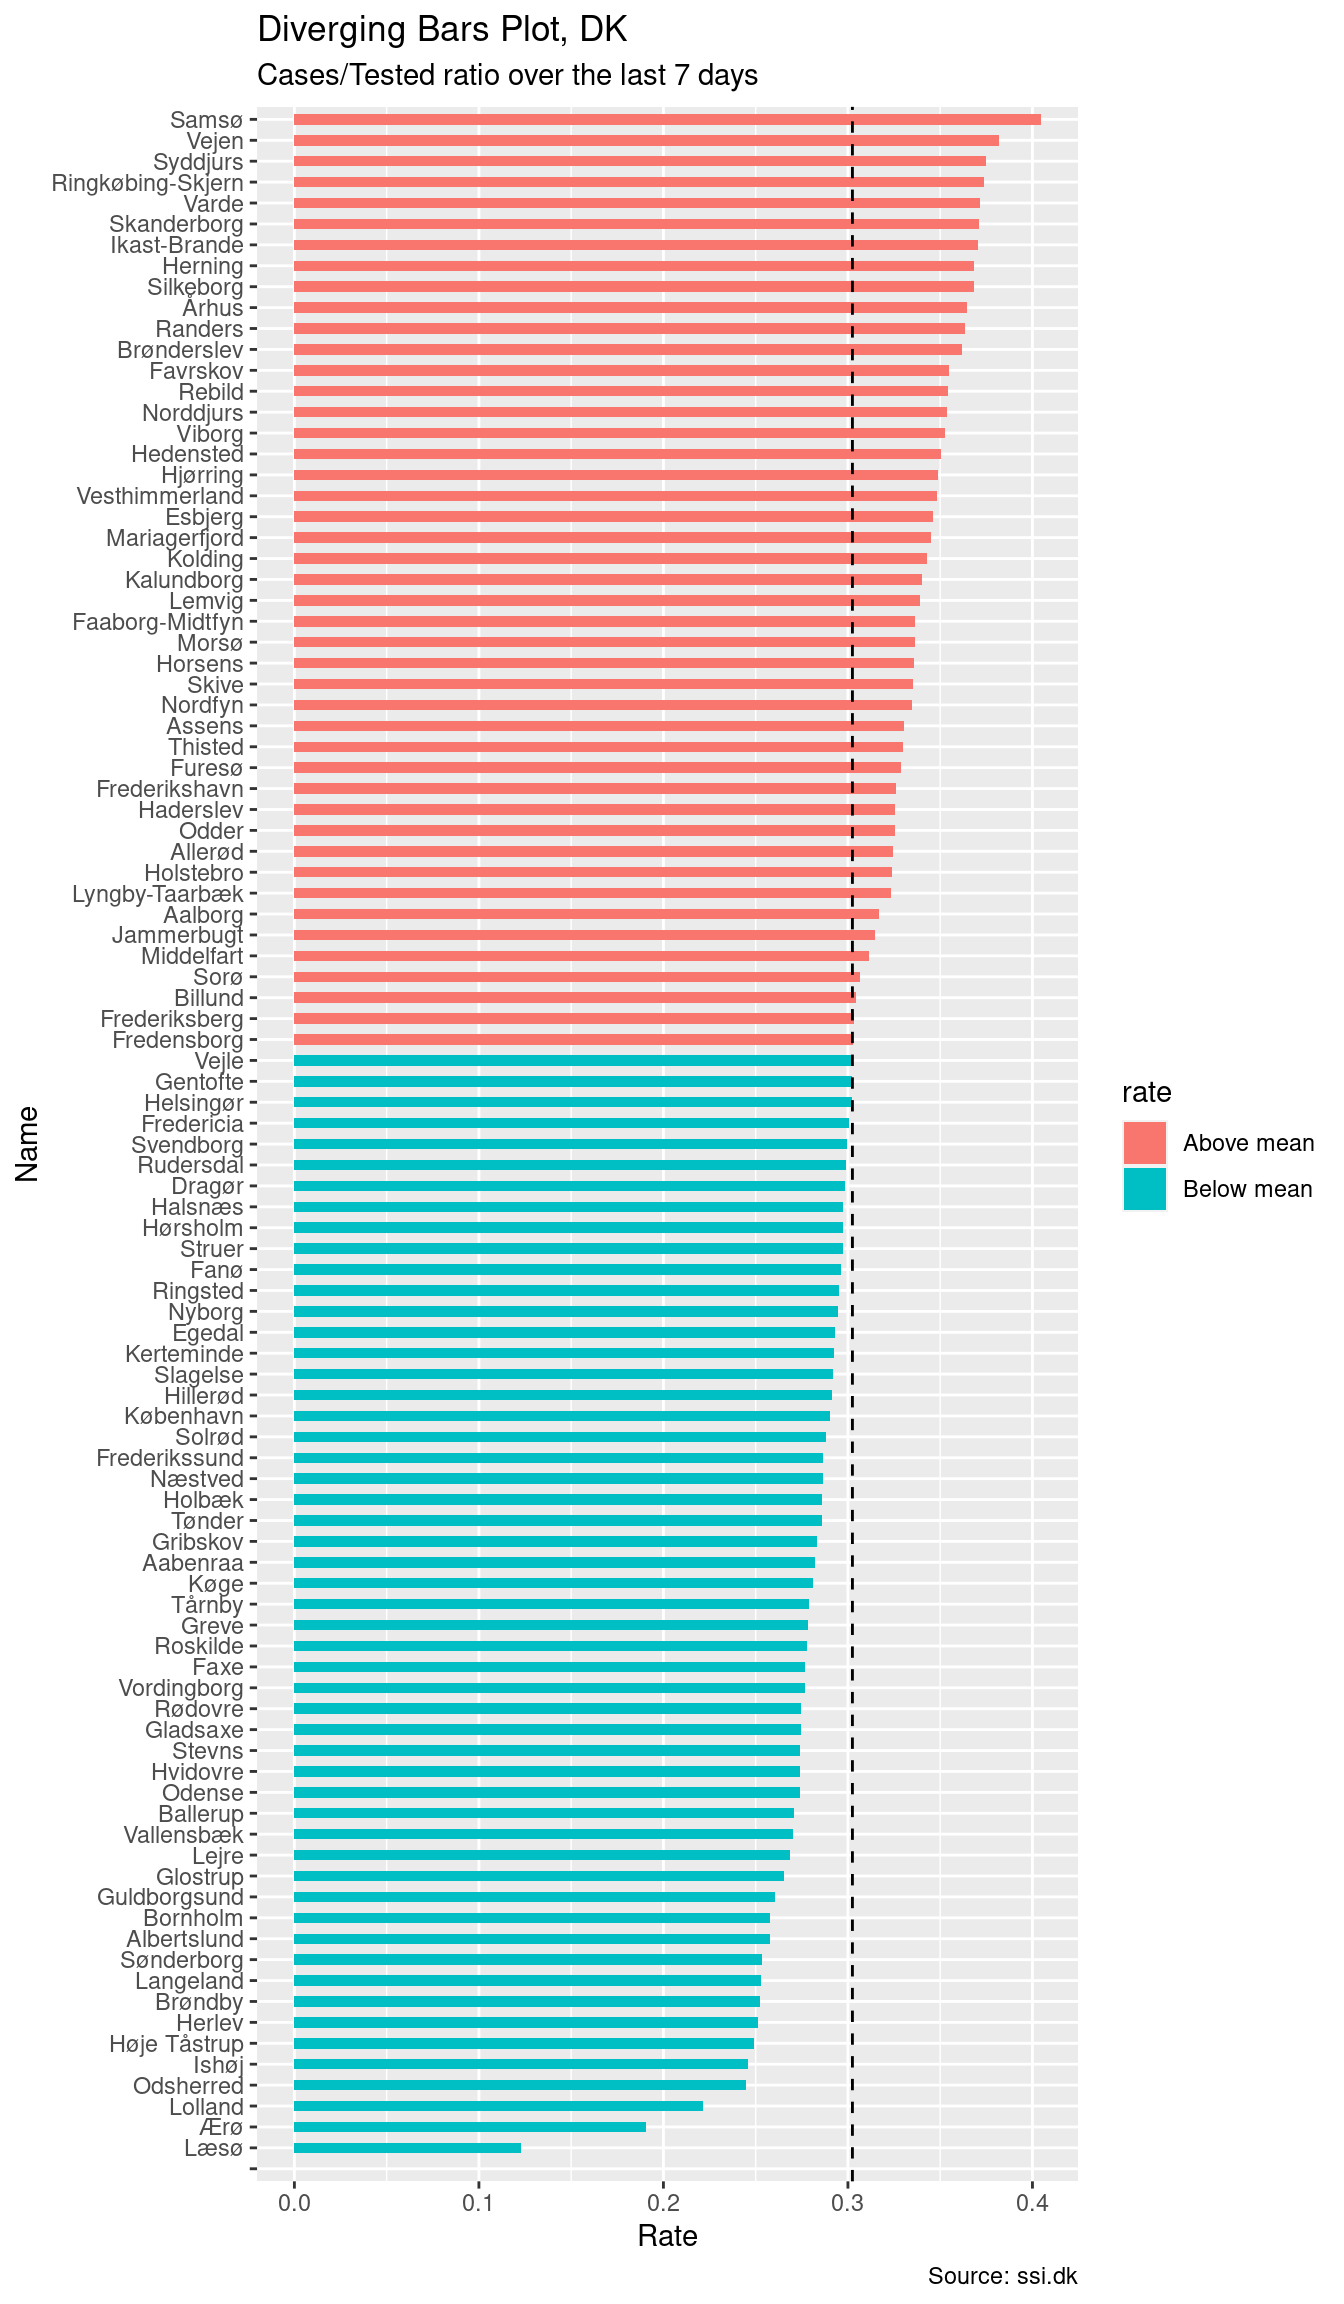 Diverging Bars Plot, DK
Cases/Tested ratio over the last 7 days
Samsø
Vejen
Syddjurs
Ringkøbing-Skjern
Varde
Skanderborg
Ikast-Brande
Herning
Silkeborg
Århus
Randers
Brønderslev
Favrskov
Rebild
Norddjurs
Viborg
Hedensted
Hjørring
Vesthimmerland
Esbjerg
Mariagerfjord
Kolding
Kalundborg
Lemvig
Faaborg-Midtfyn
Morsø
Horsens
Skive
Nordfyn
Assens
Thisted
Furesø
Frederikshavn
Haderslev
Odder
Allerød
Holstebro
Lyngby-Taarbæk
Aalborg
Jammerbugt
Middelfart
Sorø
Billund
Frederiksberg
Fredensborg
Vejle
Gentofte
Helsingør
Fredericia
Svendborg
Rudersdal
Dragør
Halsnæs
Hørsholm
Struer
Fanø
Ringsted
Nyborg
Egedal
Kerteminde
Slagelse
Hillerød
København
Solrød
Frederikssund
Næstved
Holbæk
Tønder
Gribskov
Aabenraa
Køge
Tårnby
Greve
Roskilde
Faxe
Vordingborg
Rødovre
Gladsaxe
Stevns
Hvidovre
Odense
Ballerup
Vallensbæk
Lejre
Glostrup
Guldborgsund
Bornholm
Albertslund
Sønderborg
Langeland
Brøndby
Herlev
Høje Tåstrup
Ishøj
Odsherred
Lolland
Ærø
Læsø
Name
0.0 0.1 0.2 0.3 0.4
Rate
rate
Above mean
Below mean
Source: ssi.dk